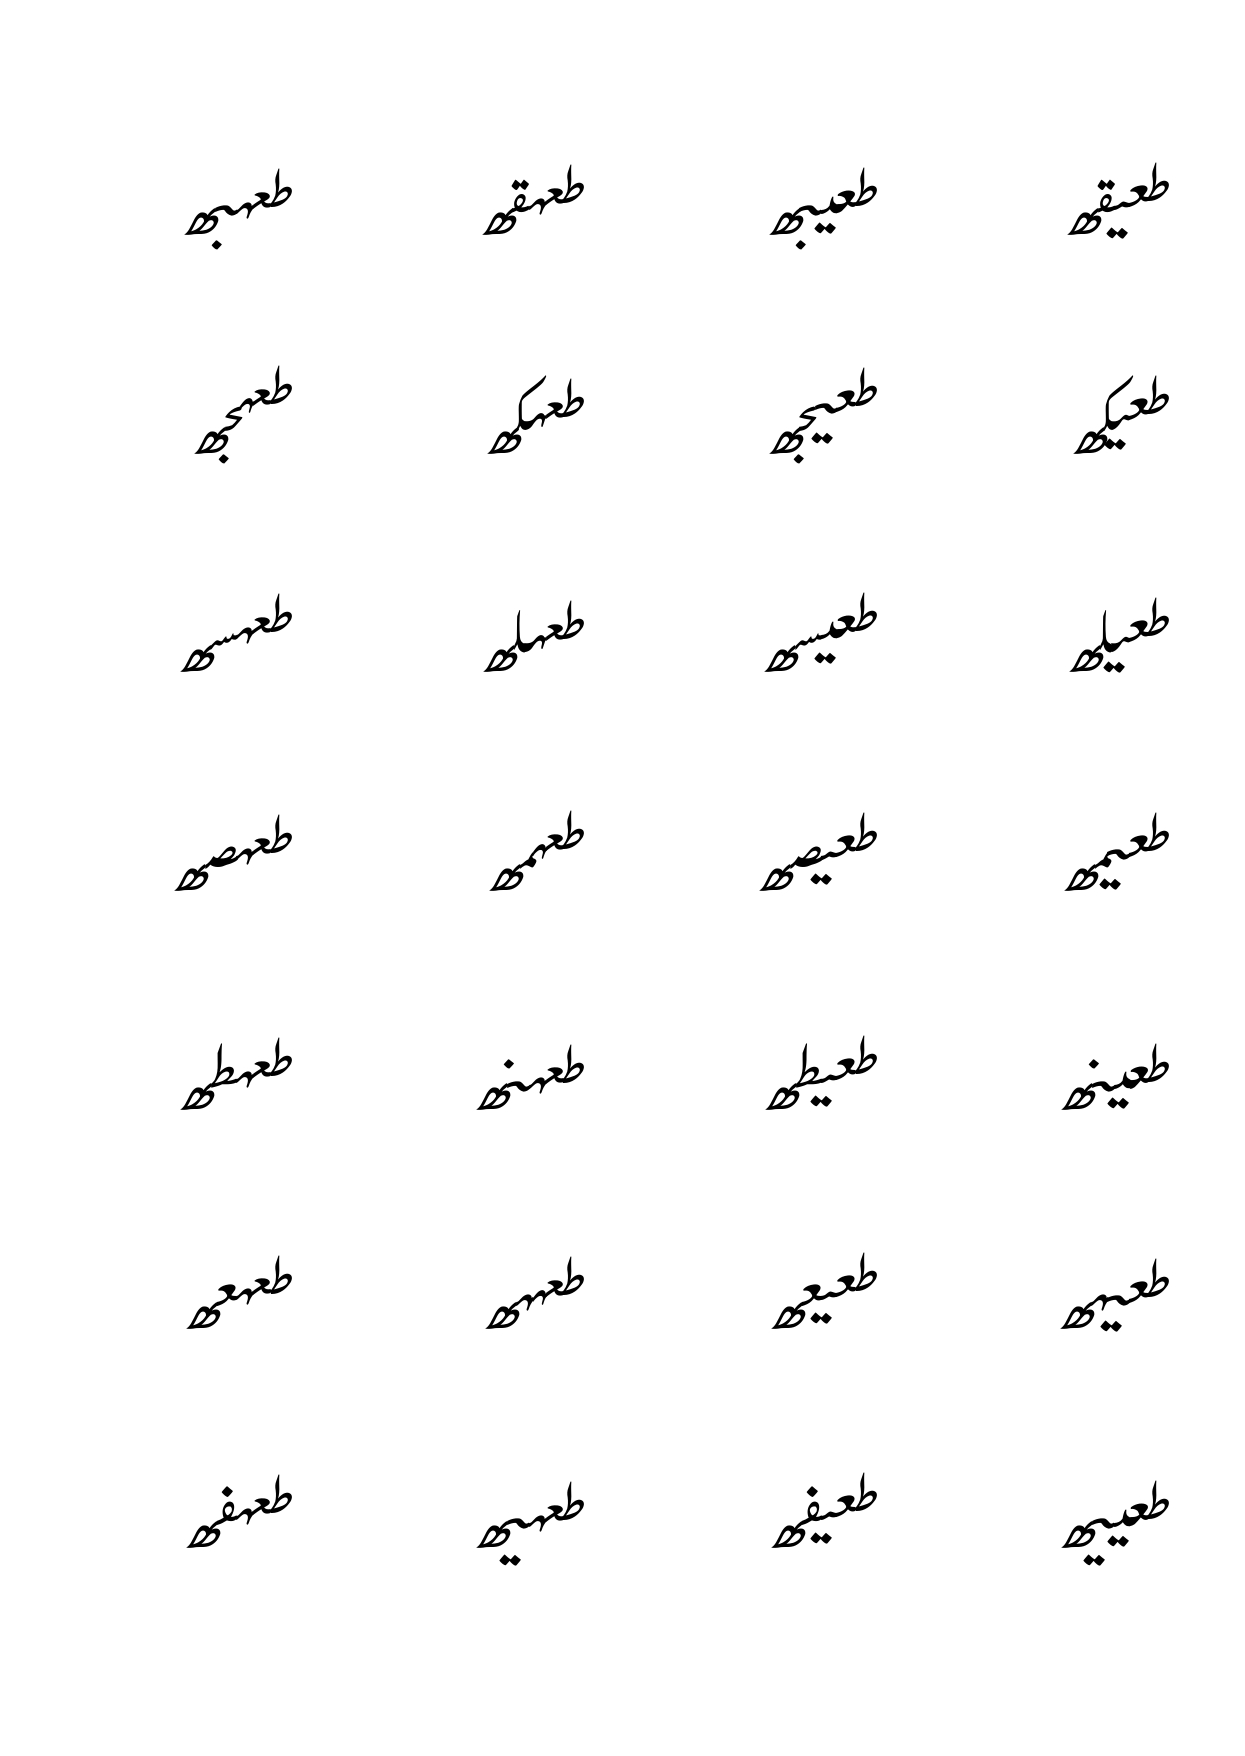 طعیقھ طعیبھ طعہقھ طعہبھ
طعیکھ طعیجھ طعہکھ طعہجھ
طعیلھ طعیسھ طعہلھ طعہسھ
طعیمھ طعیصھ طعہمھ طعہصھ
طعینھ طعیطھ طعہنھ طعہطھ
طعیہھ طعیعھ طعہہھ طعہعھ
طعییھ طعیفھ طعہیھ طعہفھ